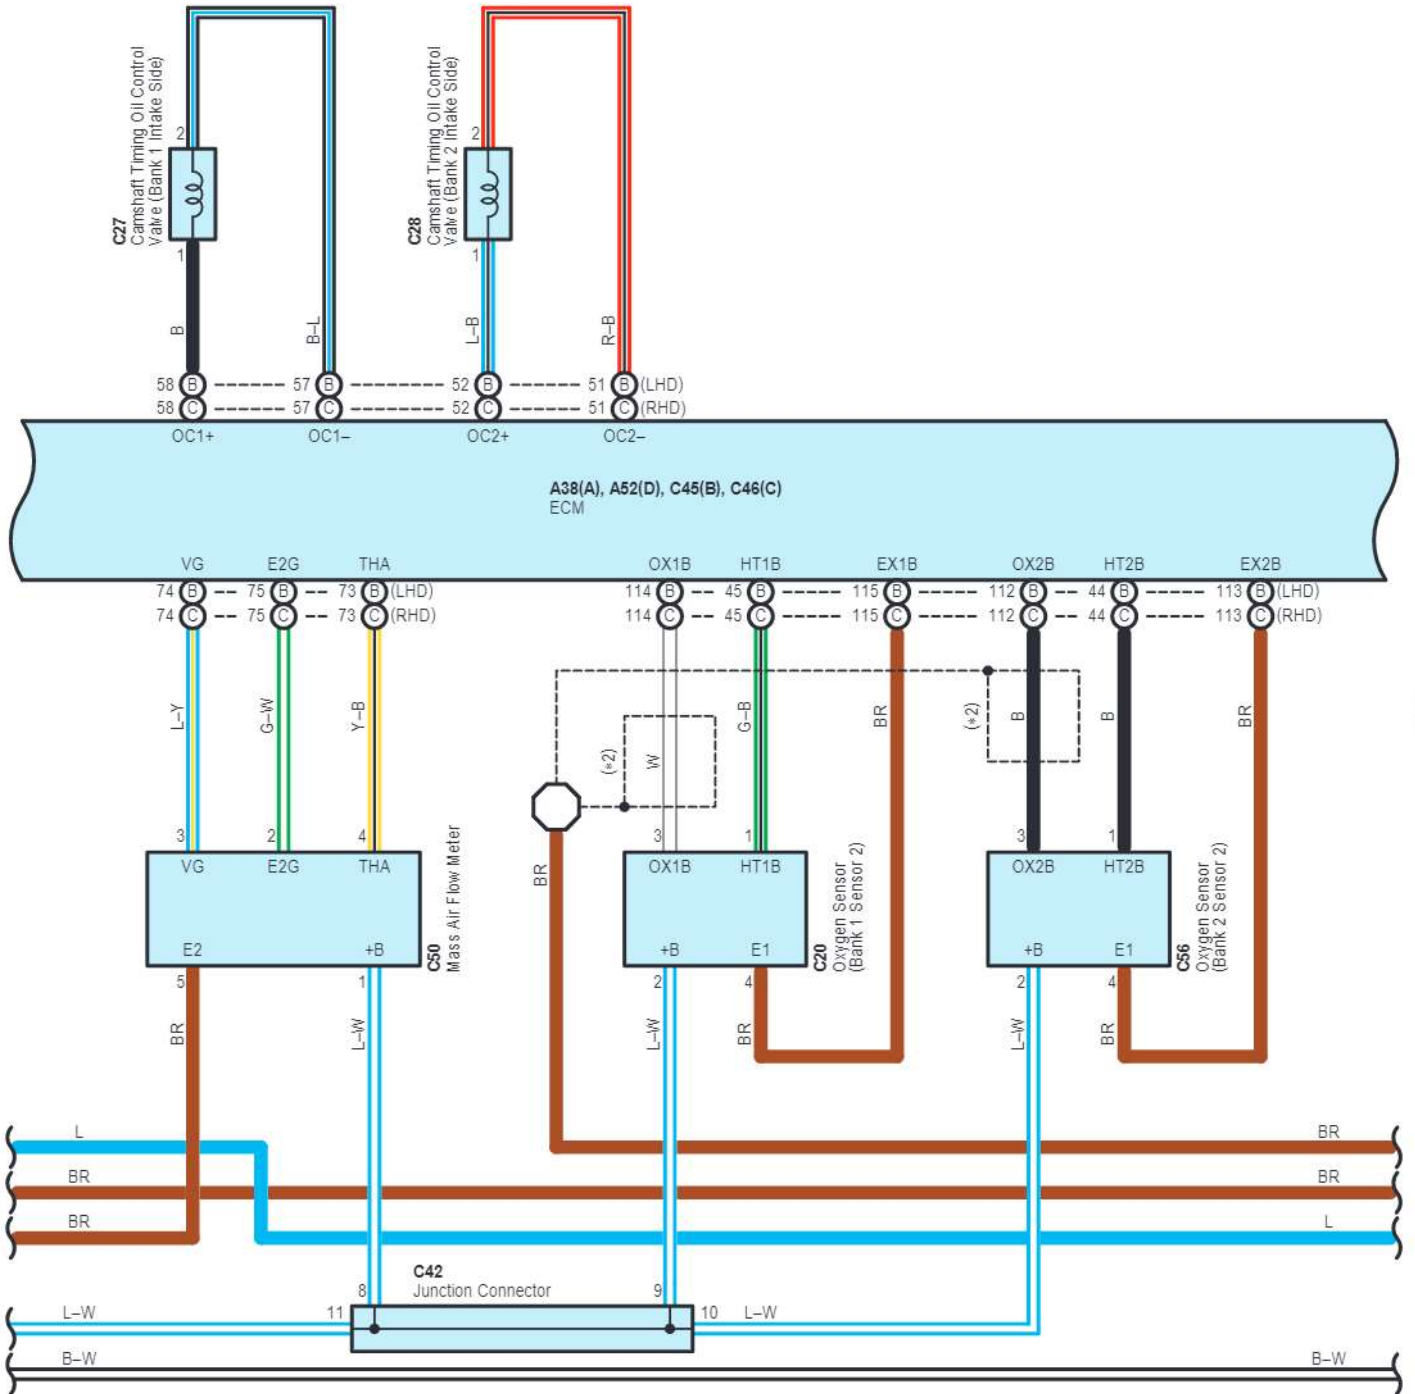 C27
Camshaft Timing Oil Control
Valve (Bank 1 Intake Side)
2
1
B
B–L
C28
Camshaft Timing Oil Control
Valve (Bank 2 Intake Side)
2
1
L–B
R–B
58 B 57 B 52 B 51 B (LHD)
58 C 57 C 52 C 51 C (RHD)
OC1+ OC1– OC2+ OC2–
A38(A), A52(D), C45(B), C46(C)
ECM
VG E2G THA OX1B HT1B EX1B OX2B HT2B EX2B
74 B 75 B 73 B (LHD) 114 B 45 B 115 B 112 B 44 B 113 B (LHD)
74 C 75 C 73 C (RHD) 114 C 45 C 115 C 112 C 44 C 113 C (RHD)
L–Y G–W Y–B (∗2) W G–B BR (∗2) B B BR
3 2 4 3 1 3 1
VG E2G THA OX1B HT1B OX2B HT2B
BR
E2 +B +B E1 +B E1
C50
Mass Air Flow Meter
C20
Oxygen Sensor
(Bank 1 Sensor 2)
C56
Oxygen Sensor
(Bank 2 Sensor 2)
5 1 2 4 2 4
BR L–W L–W BR L–W BR
L BR
BR BR
BR L
C42
Junction Connector
8 9
L–W 11 10 L–W
B–W B–W